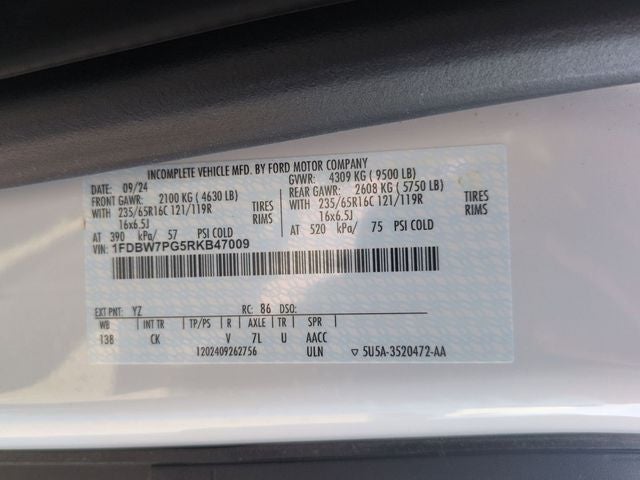 INCOMPLETE VEHICLE MFG. BY FORD MOTOR COMPANY
DATE: 09/24 GVWR: 4309 KG ( 9500 LB)
FRONT GAWR: 2100 KG ( 4630 LB) REAR GAWR: 2608 KG ( 5750 LB)
WITH 235/65R16C 121/119R TIRES WITH 235/65R16C 121/119R TIRES
16x6.5J RIMS 16x6.5J RIMS
AT 390 kPa/ 57 PSI COLD AT 520 kPa/ 75 PSI COLD
VIN: 1FDBW7PG5RKB47009
EXT PNT: YZ RC: 86 DSO:
WB INT TR TP/PS R AXLE TR SPR
138 CK V 7L U AACC
1202409262756 ULN ▽ 5U5A-3520472-AA